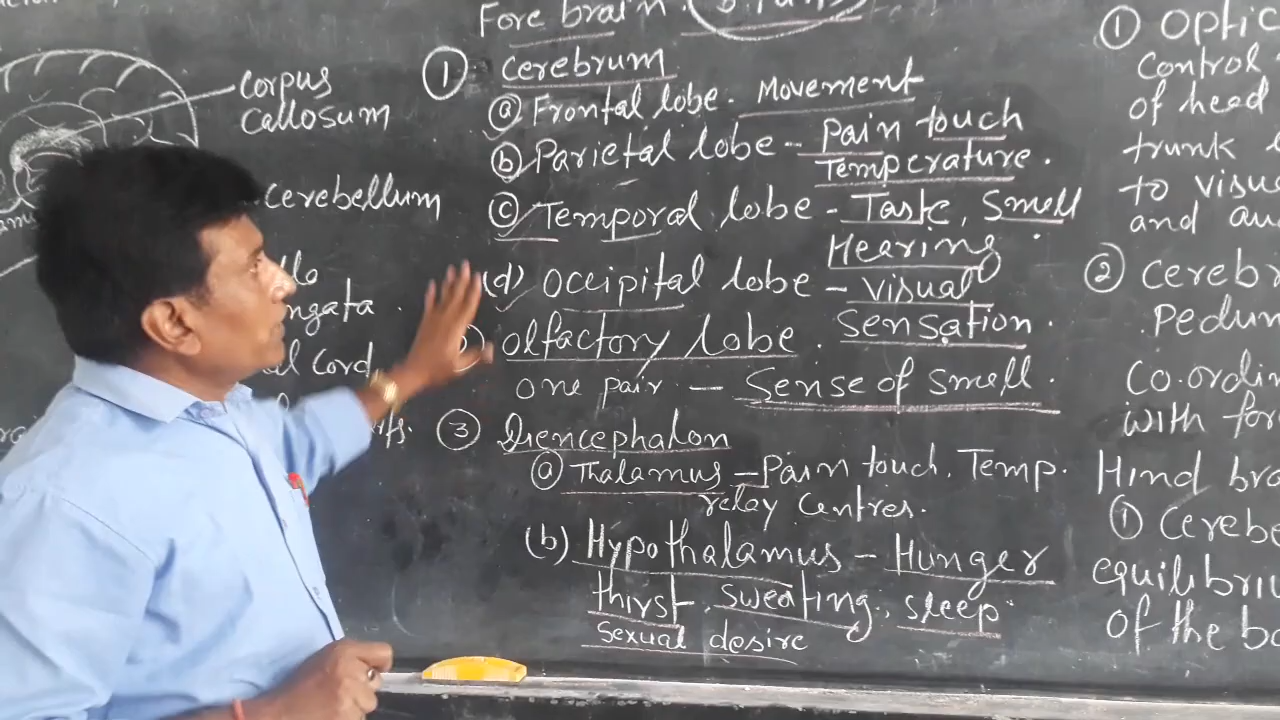 Corpus
Callosum
Cerebellum
Cord
Fore brain.
① Cerebrum
ⓐ Frontal lobe. Movement
ⓑ Parietal lobe - Pain touch
Temperature.
ⓒ Temporal lobe - Taste, Smell
Hearing
(d) Occipital lobe - Visual
Sensation.
olfactory lobe.
one pair - Sense of smell.
③ Diencephalon
ⓐ Thalamus - Pain touch. Temp.
relay Centres.
(b) Hypothalamus - Hunger
thirst, sweating, sleep
Sexual desire
① Optic
Control
of head
trunk
to visu
and au
② Cerebr
Pedun
Co.ordin
with for
Hind bra
① Cerebe
equilibriu
of the bo